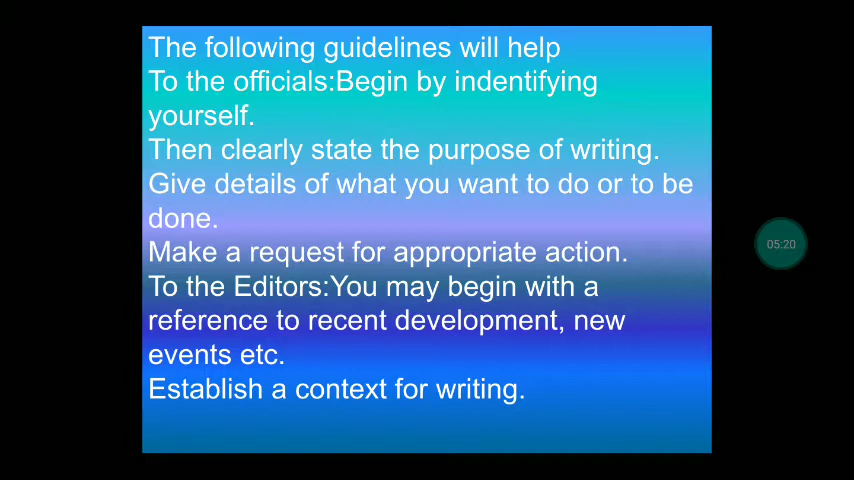 The following guidelines will help
To the officials:Begin by indentifying
yourself.
Then clearly state the purpose of writing.
Give details of what you want to do or to be
done.
Make a request for appropriate action.
To the Editors:You may begin with a
reference to recent development, new
events etc.
Establish a context for writing.
05:20